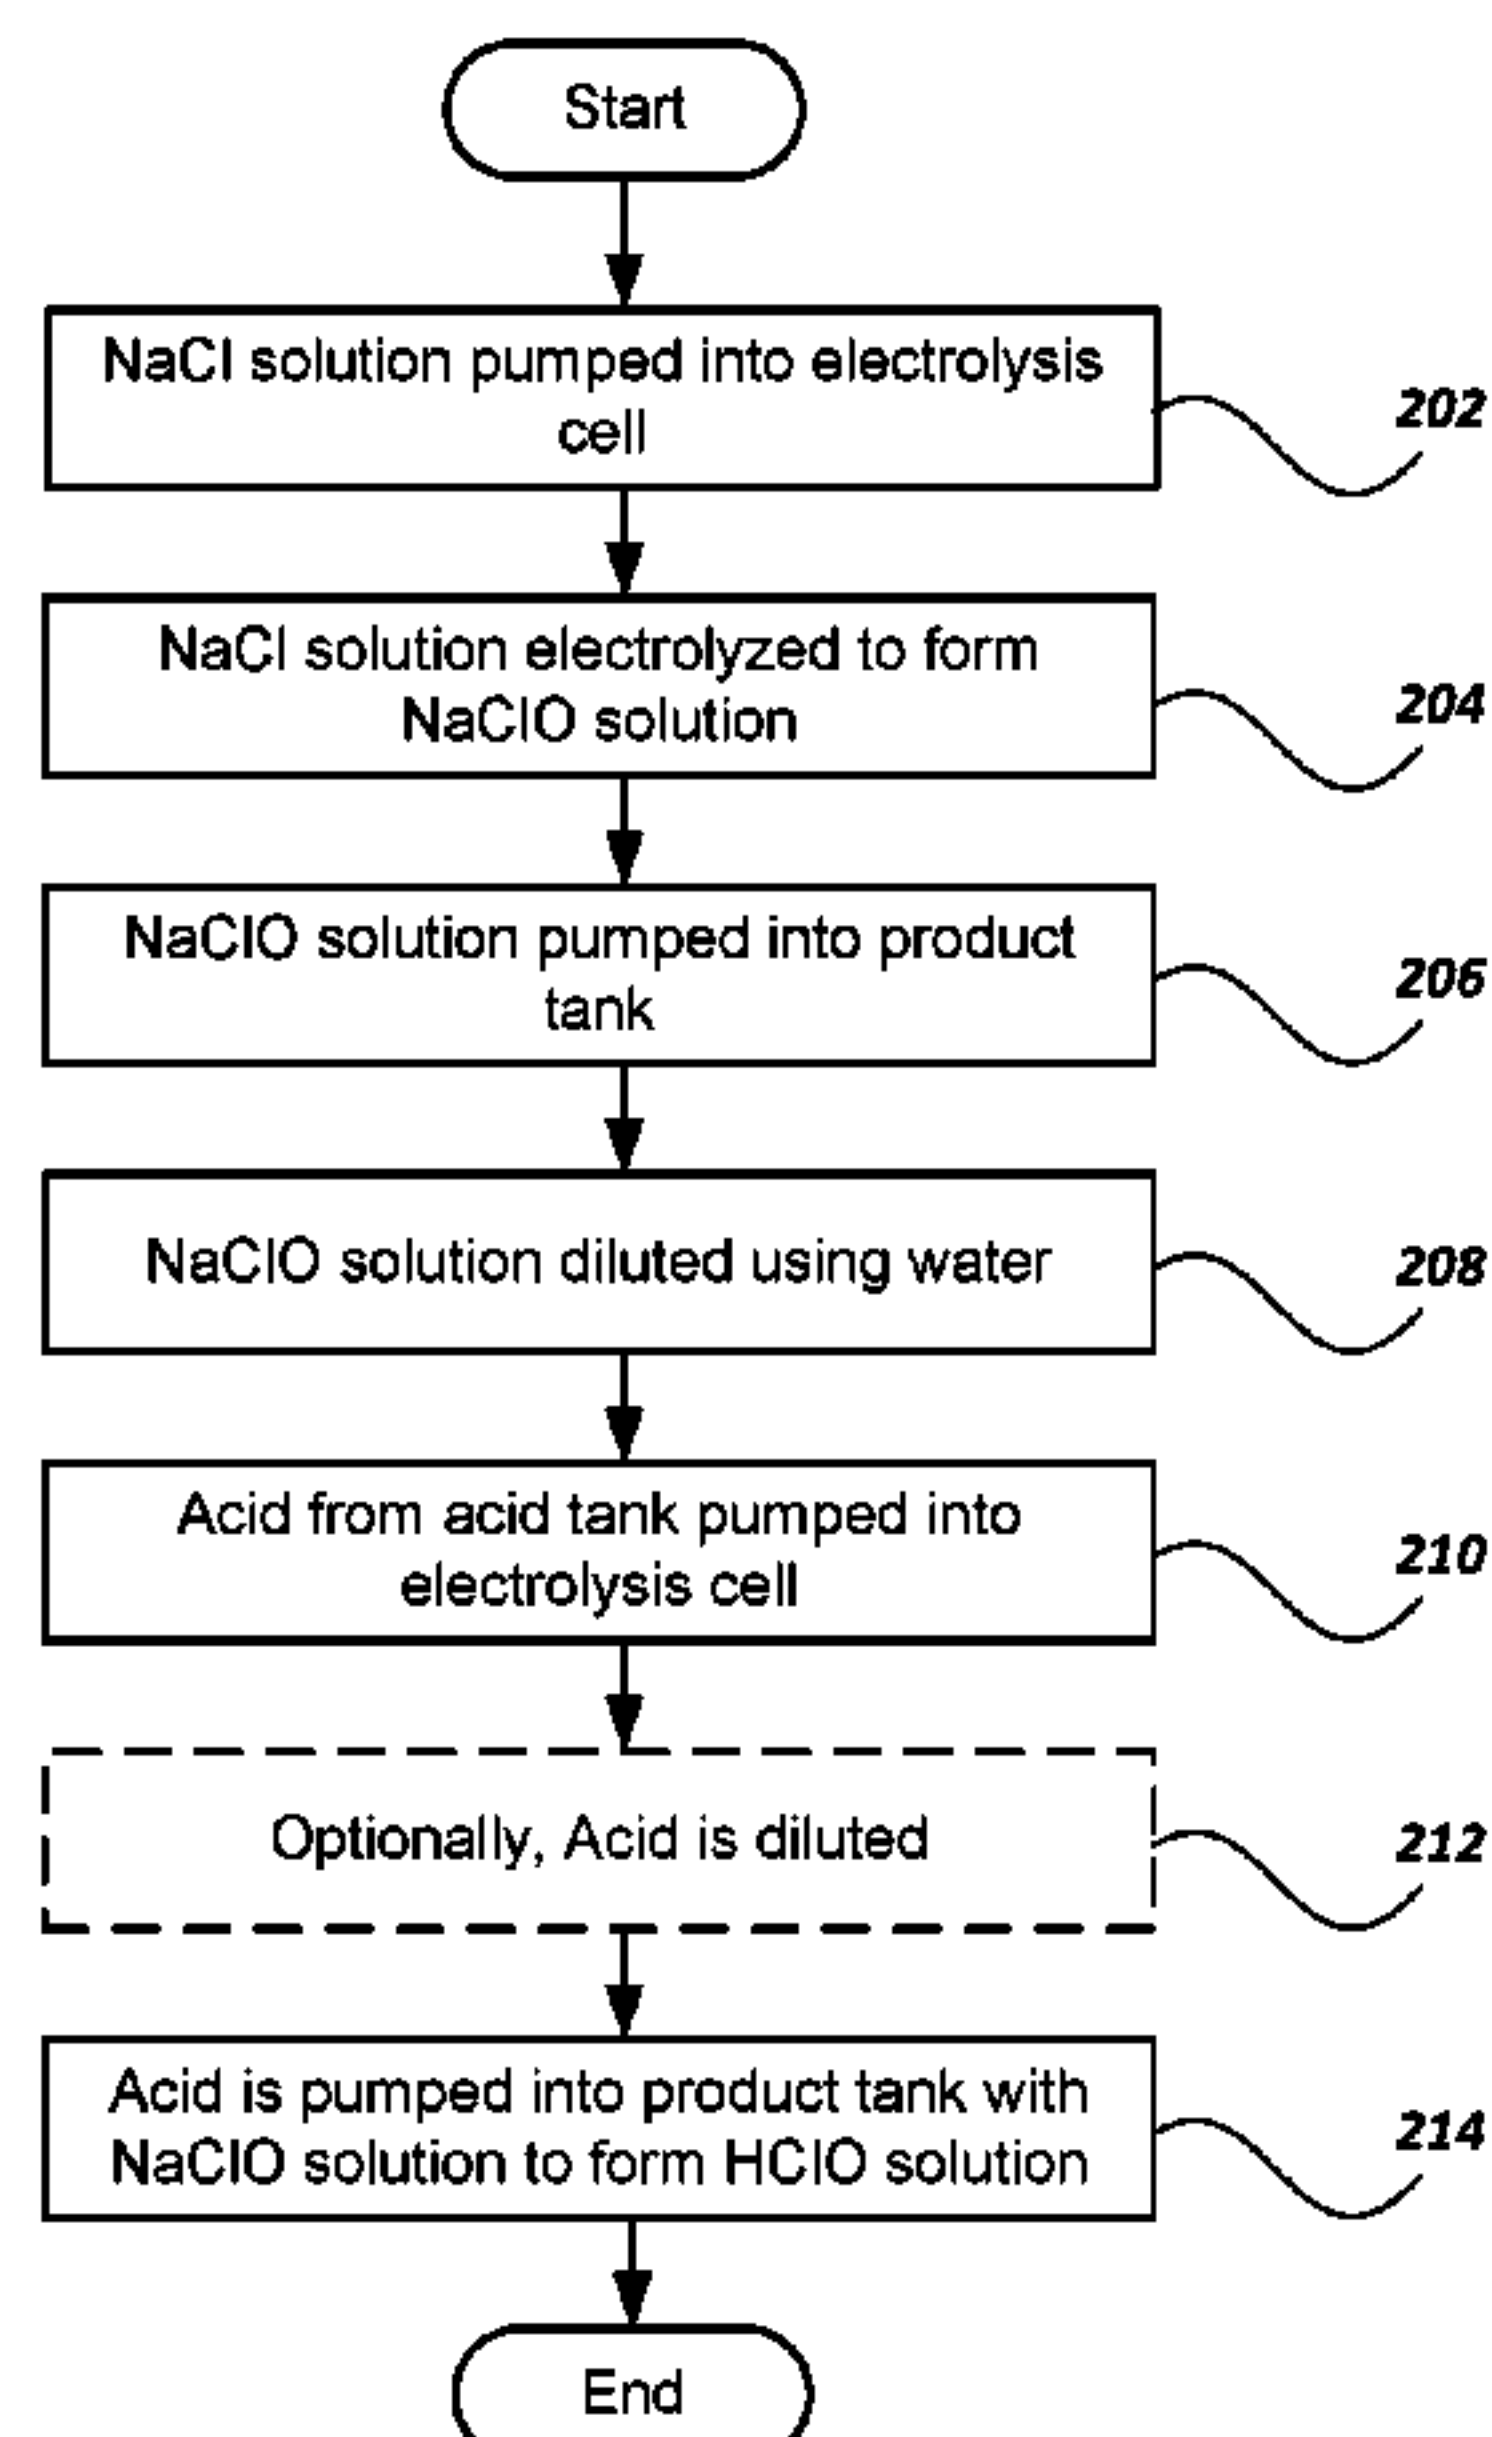 Start
NaCl solution pumped into electrolysis
cell
202
NaCl solution electrolyzed to form
NaClO solution
204
NaClO solution pumped into product
tank
206
NaClO solution diluted using water
208
Acid from acid tank pumped into
electrolysis cell
210
Optionally, Acid is diluted
212
Acid is pumped into product tank with
NaClO solution to form HClO solution
214
End